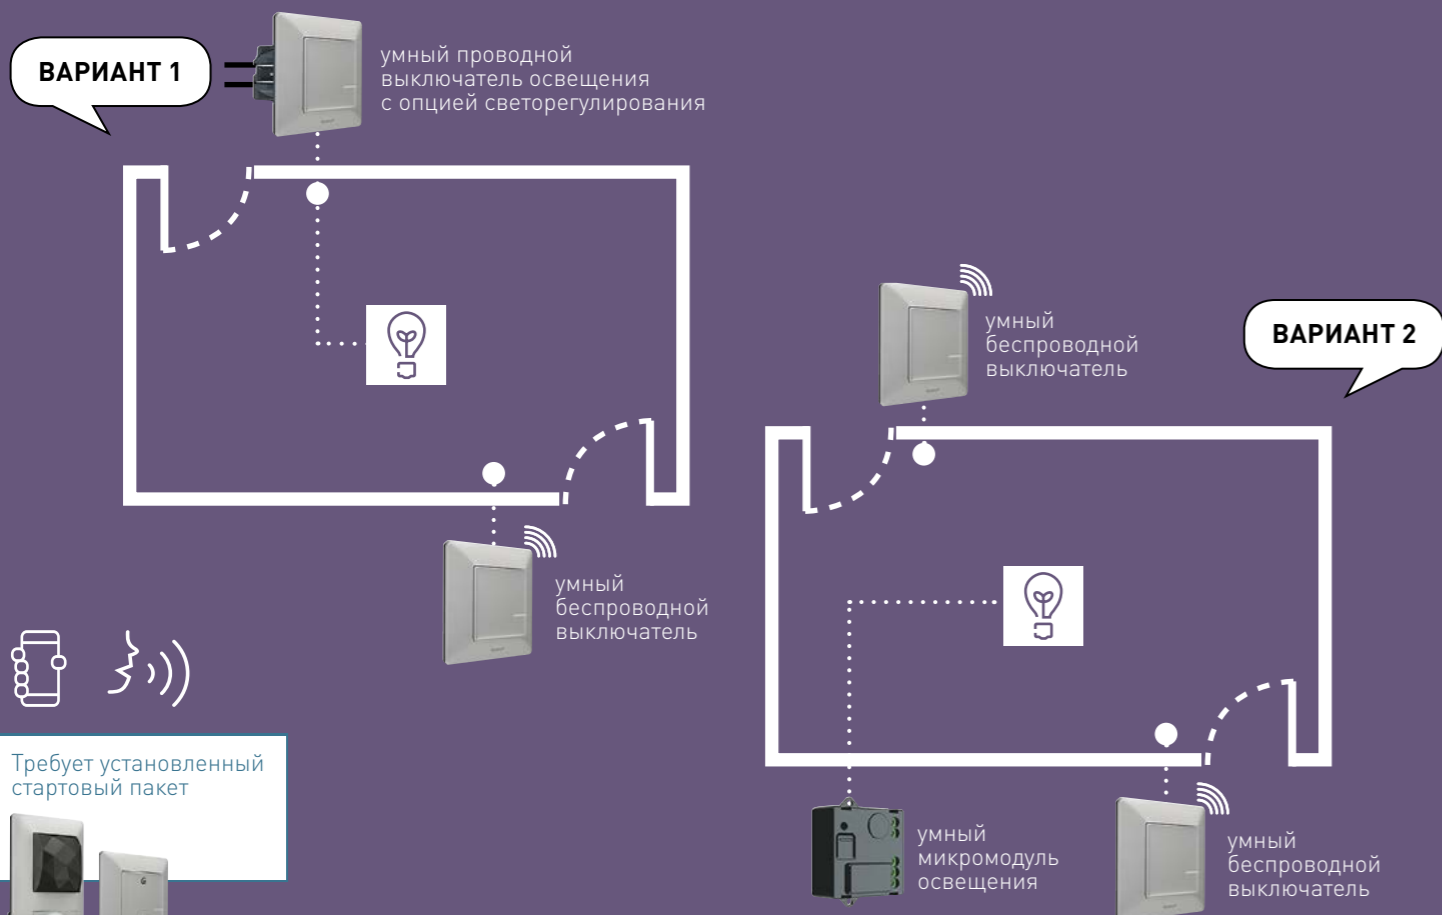 ВАРИАНТ 1
умный проводной
выключатель освещения
с опцией светорегулирования
умный
беспроводной
выключатель
ВАРИАНТ 2
умный
беспроводной
выключатель
Требует установленный
стартовый пакет
умный
микромодуль
освещения
умный
беспроводной
выключатель